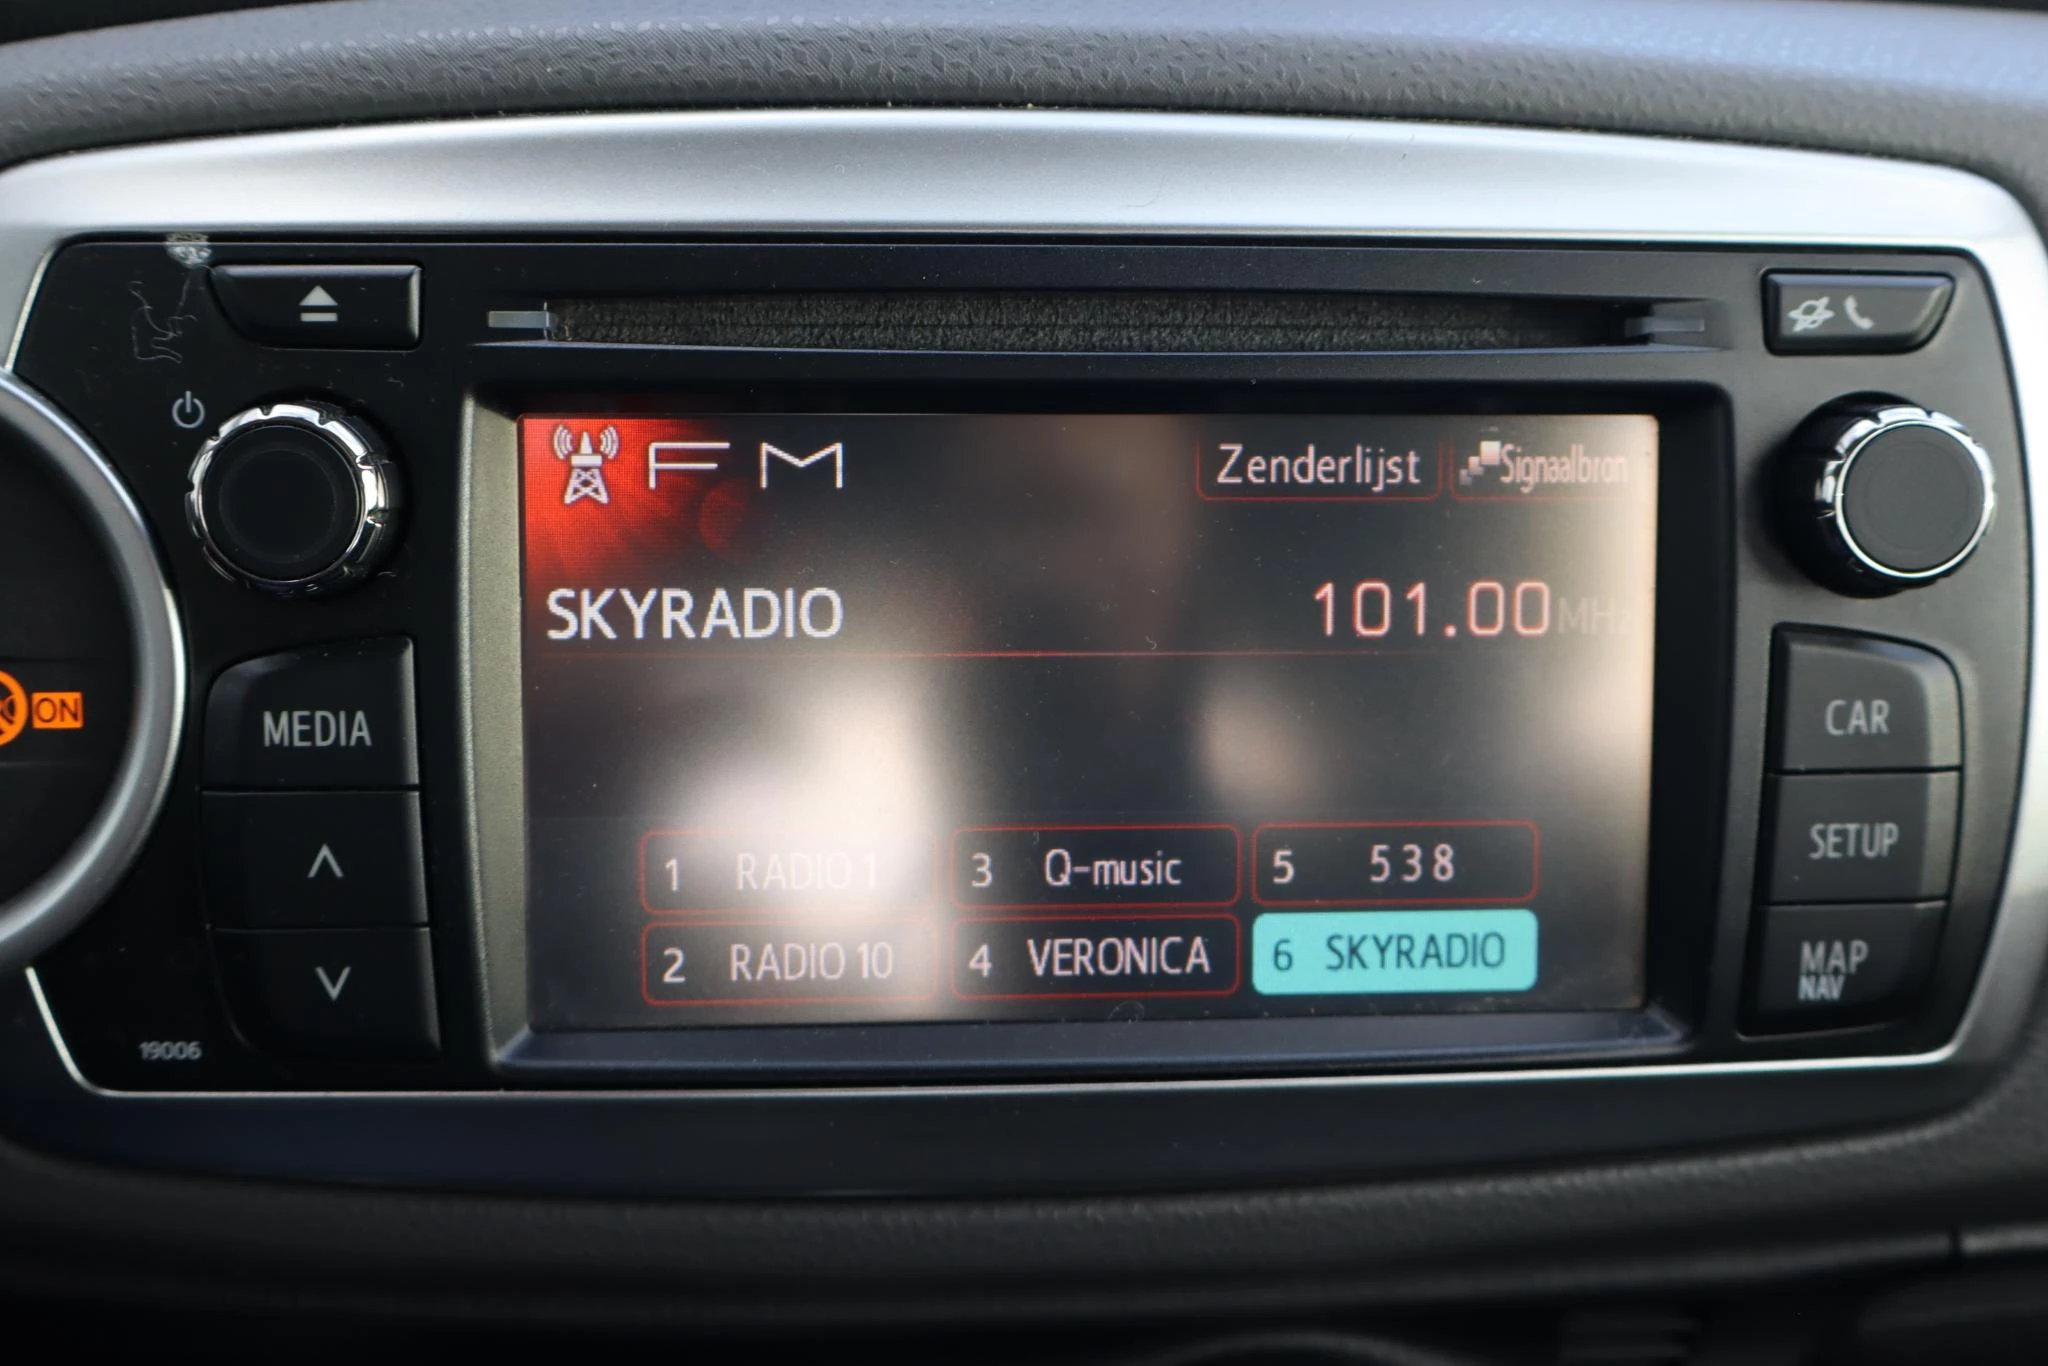 FM
Zenderlijst
Signaalbron
SKYRADIO
101.00 MHz
ON
MEDIA
CAR
SETUP
MAP
NAV
1 RADIO 1
3 Q-music
5 538
2 RADIO 10
4 VERONICA
6 SKYRADIO
19006